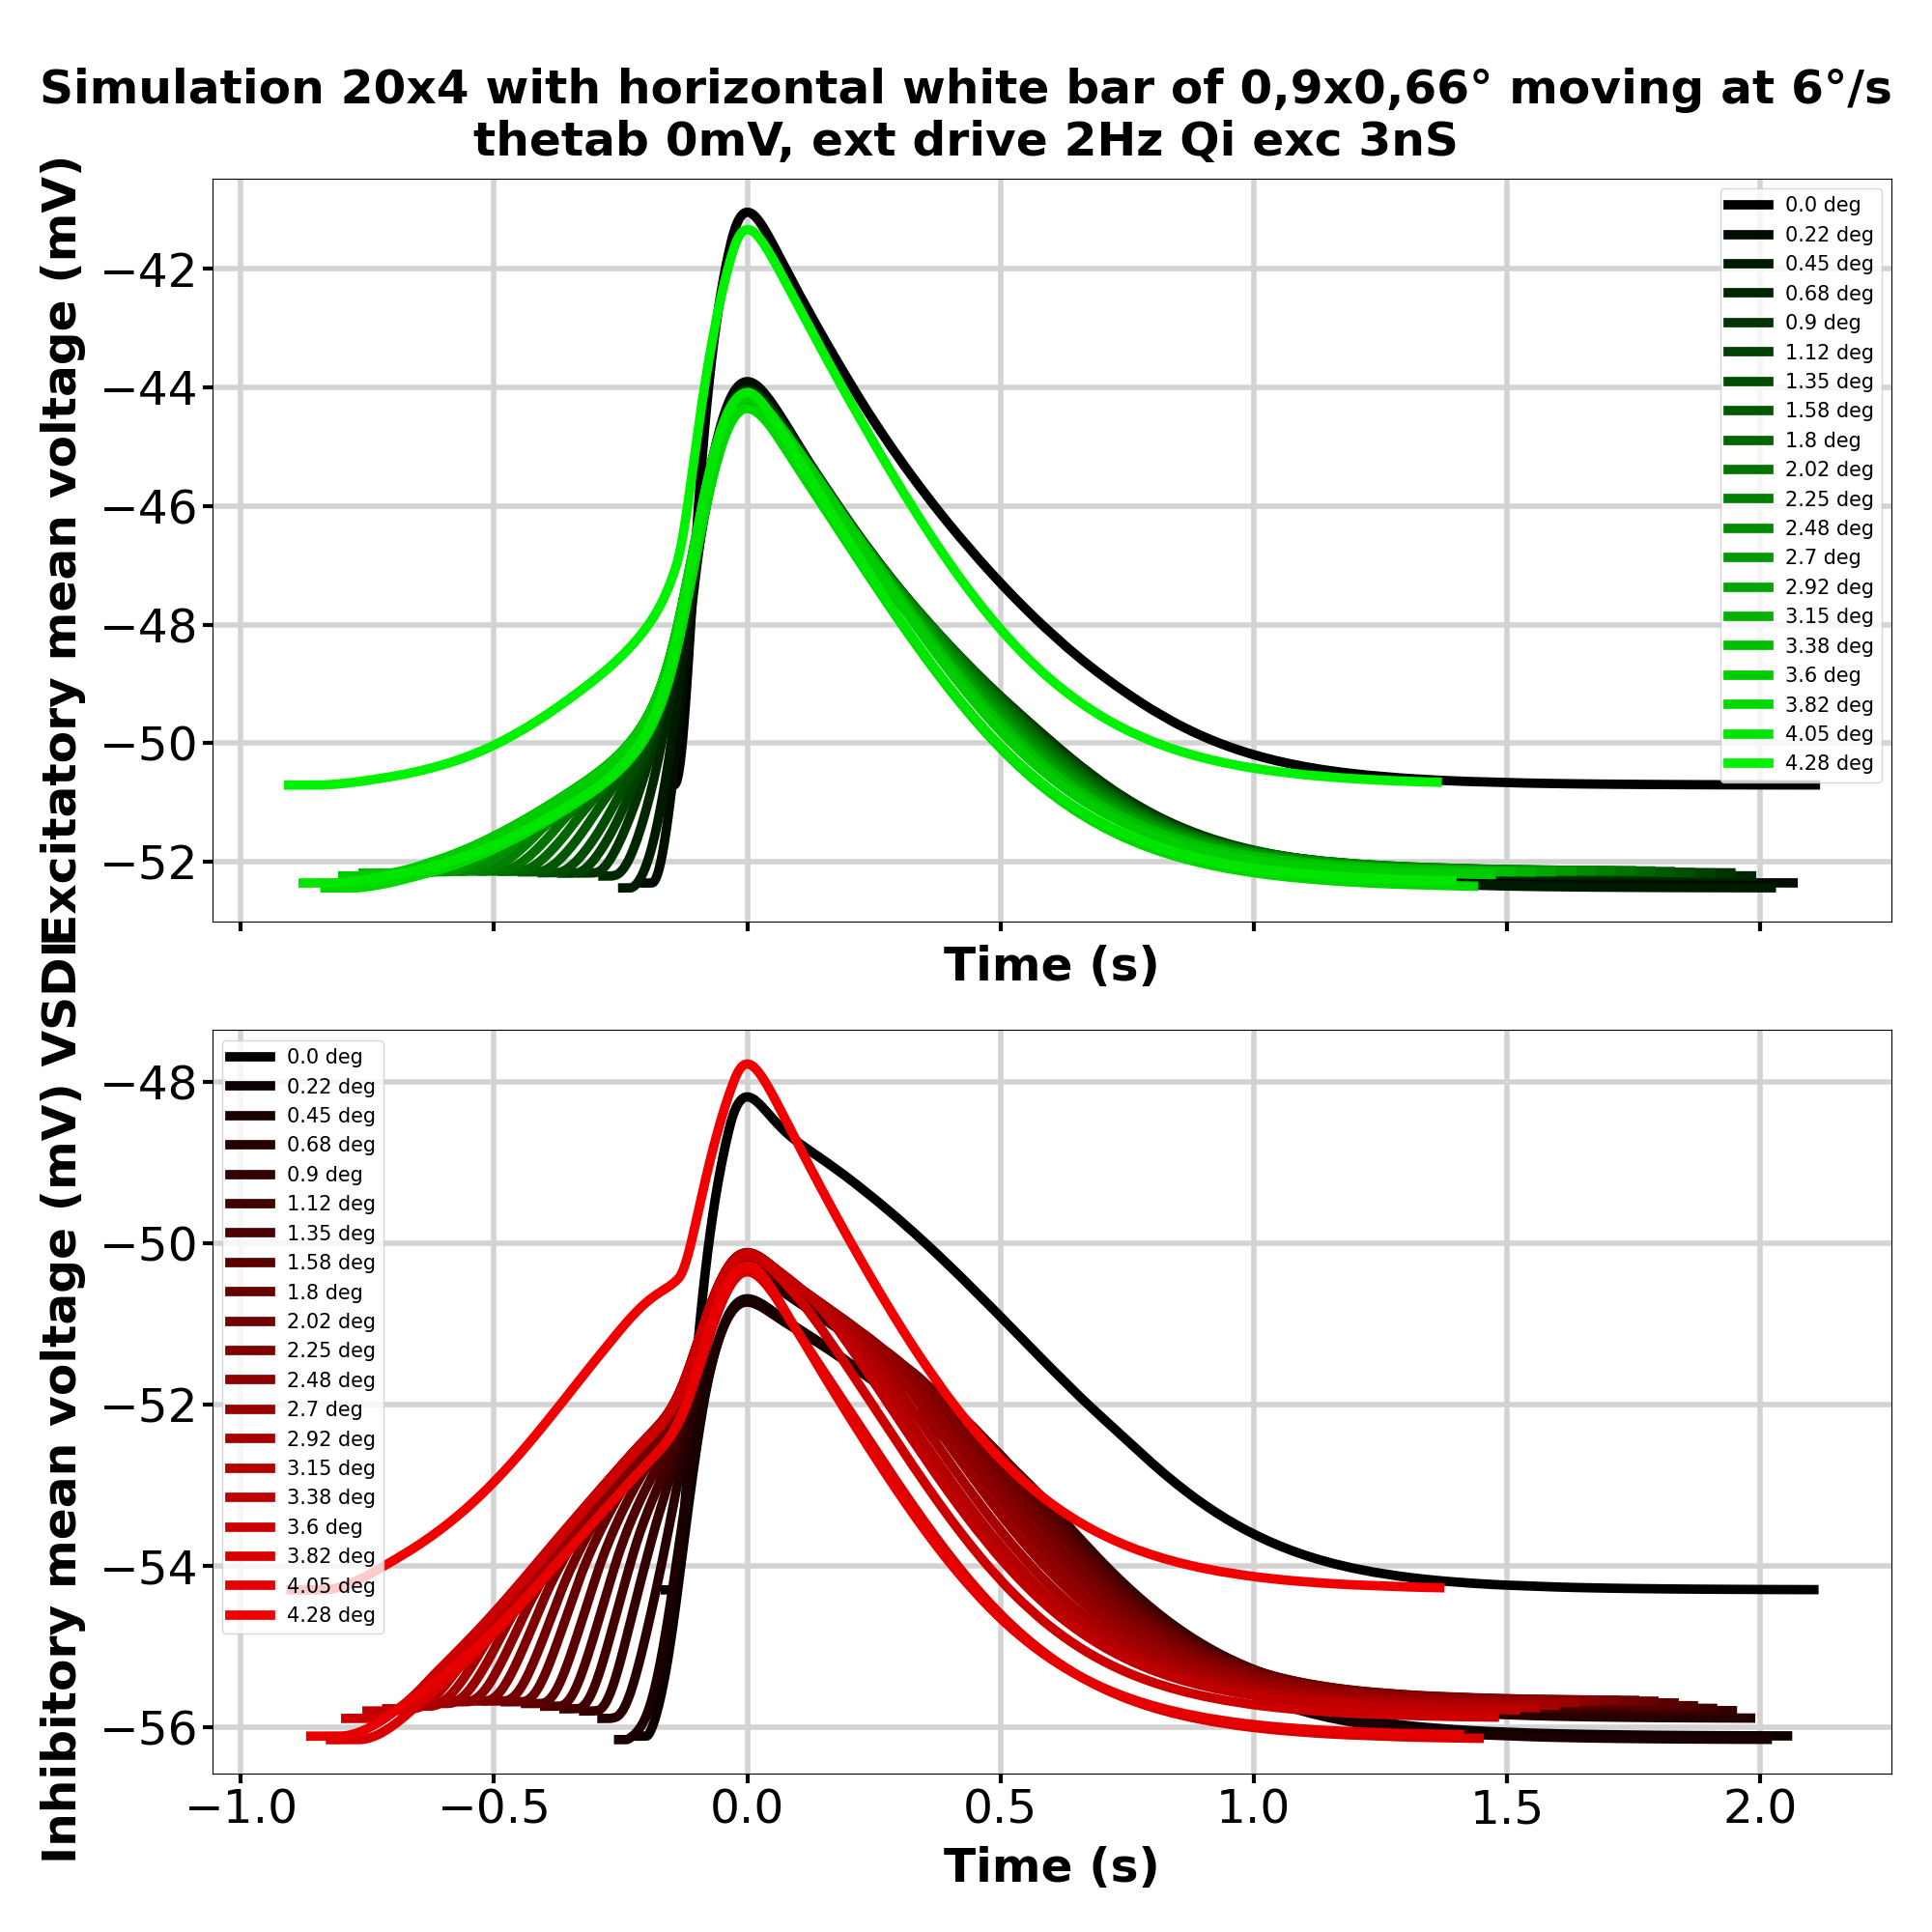 Simulation 20x4 with horizontal white bar of 0,9x0,66° moving at 6°/s
thetab 0mV, ext drive 2Hz Qi exc 3nS
Excitatory mean voltage (mV)
−42
−44
−46
−48
−50
−52
0.0 deg
0.22 deg
0.45 deg
0.68 deg
0.9 deg
1.12 deg
1.35 deg
1.58 deg
1.8 deg
2.02 deg
2.25 deg
2.48 deg
2.7 deg
2.92 deg
3.15 deg
3.38 deg
3.6 deg
3.82 deg
4.05 deg
4.28 deg
Time (s)
Inhibitory mean voltage (mV) VSDI
−48
−50
−52
−54
−56
0.0 deg
0.22 deg
0.45 deg
0.68 deg
0.9 deg
1.12 deg
1.35 deg
1.58 deg
1.8 deg
2.02 deg
2.25 deg
2.48 deg
2.7 deg
2.92 deg
3.15 deg
3.38 deg
3.6 deg
3.82 deg
4.05 deg
4.28 deg
−1.0
−0.5
0.0
0.5
1.0
1.5
2.0
Time (s)